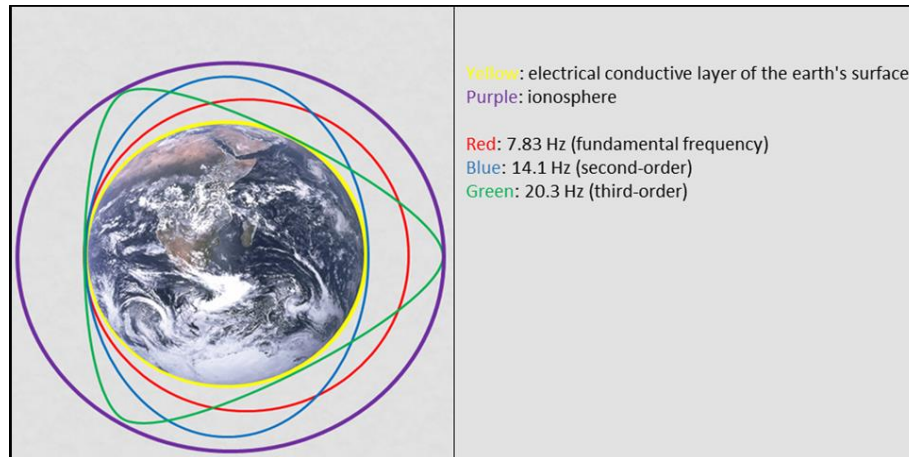 Yellow: electrical conductive layer of the earth's surface
Purple: ionosphere
Red: 7.83 Hz (fundamental frequency)
Blue: 14.1 Hz (second-order)
Green: 20.3 Hz (third-order)